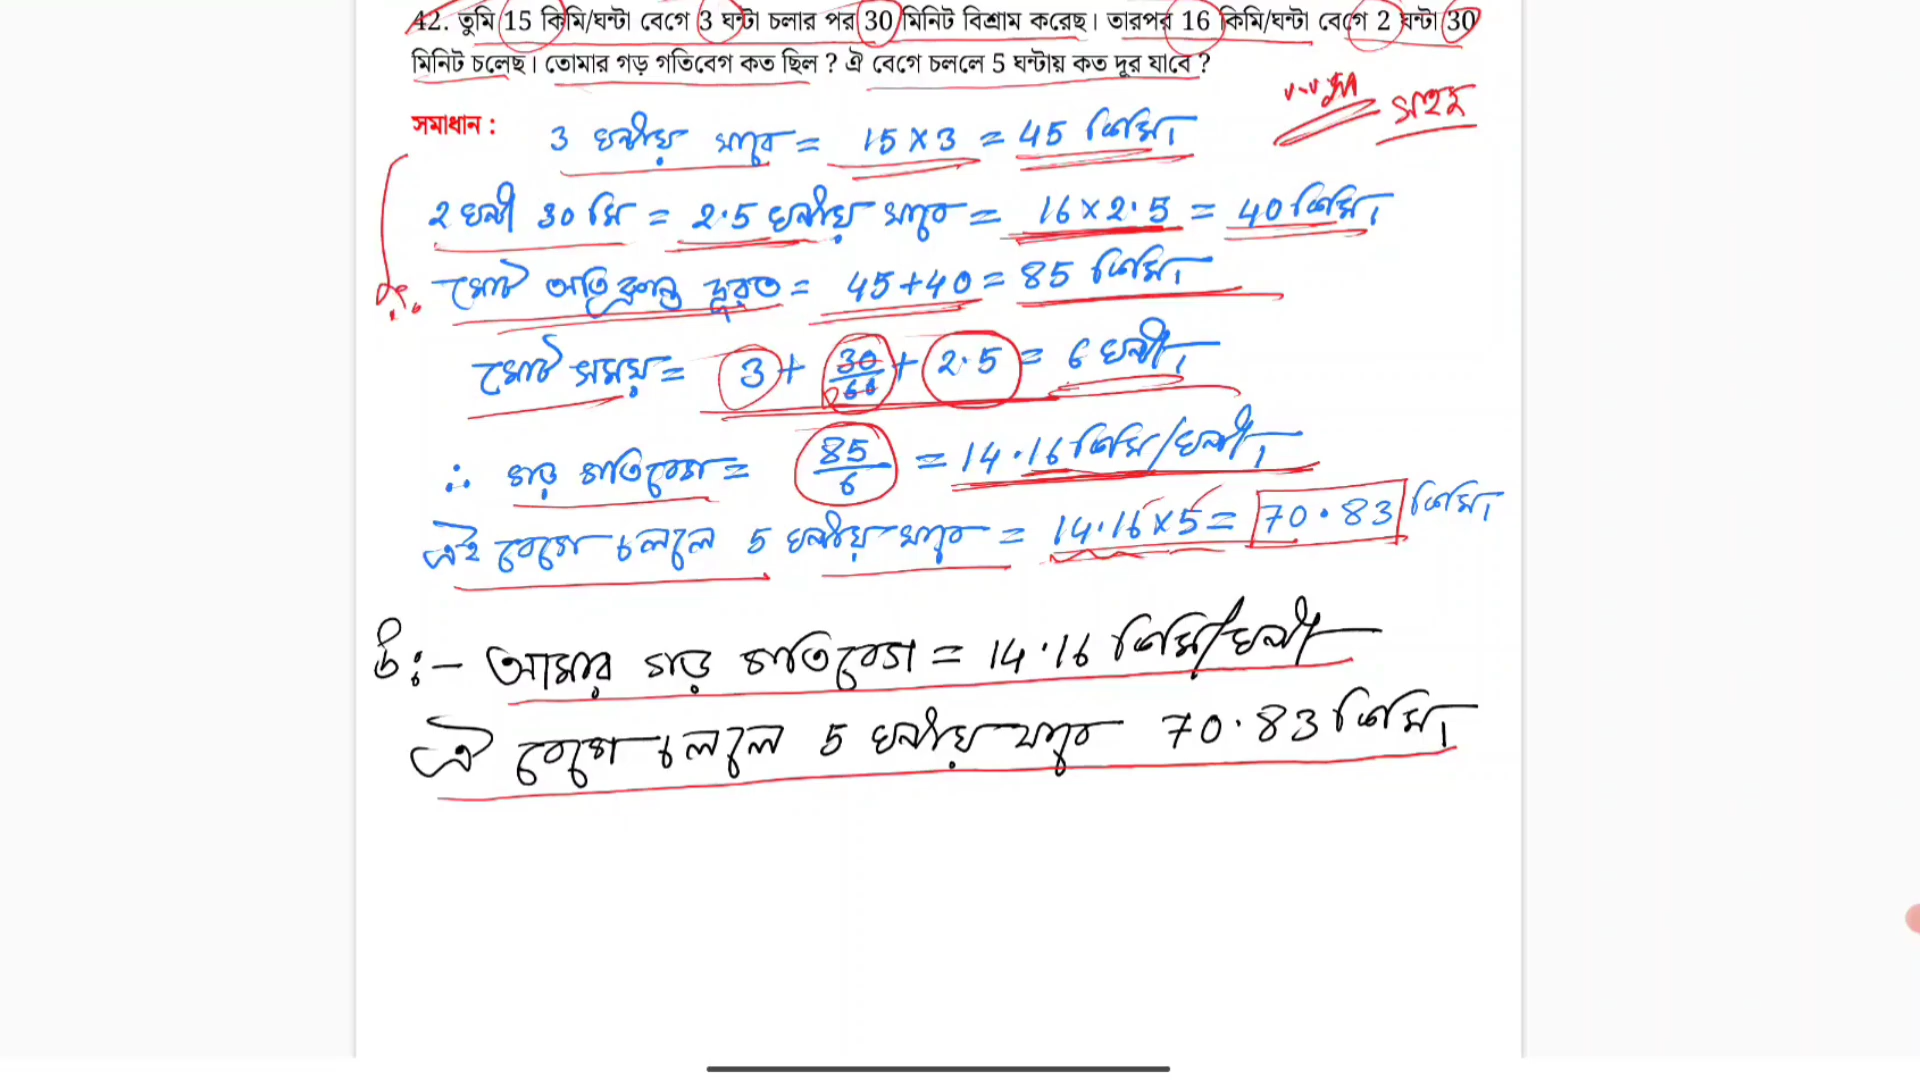 42. তুমি 15 কিমি/ঘন্টা বেগে 3 ঘন্টা চলার পর 30 মিনিট বিশ্রাম করেছ। তারপর 16 কিমি/ঘন্টা বেগে 2 ঘন্টা 30
মিনিট চলেছ। তোমার গড় গতিবেগ কত ছিল ? ঐ বেগে চললে 5 ঘন্টায় কত দূর যাবে ?
সমাধান :
3 ঘন্টায় যাবে = 15 × 3 = 45 কিমি।
2 ঘন্টা 30 মি = 2.5 ঘন্টায় যাবে = 16 × 2.5 = 40 কিমি।
মোট অতিক্রান্ত দূরত্ব = 45+40 = 85 কিমি।
মোট সময় = 3 + 30/60 + 2.5 = 6 ঘন্টা।
∴ গড় গতিবেগ = 85/6 = 14.16 কিমি/ঘন্টা।
এই বেগে চললে 5 ঘন্টায় যাবে = 14.16×5 = 70.83 কিমি।
উঃ- আমার গড় গতিবেগ = 14.16 কিমি/ঘন্টা
ঐ বেগে চললে 5 ঘন্টায় যাব 70.83 কিমি।